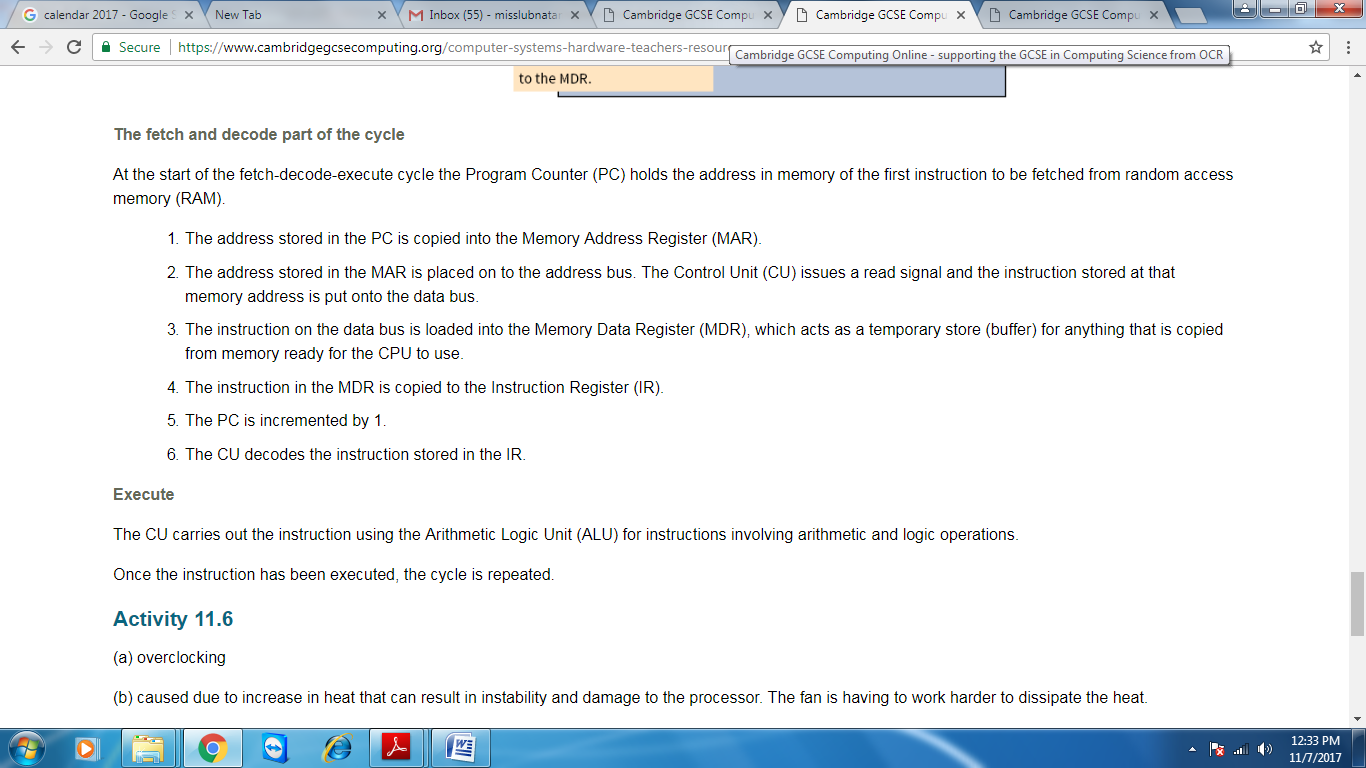 calendar 2017 - Google S
New Tab
Inbox (55) - misslubnatar
Cambridge GCSE Compu
Cambridge GCSE Compu
Cambridge GCSE Compu
Secure | https://www.cambridgegcsecomputing.org/computer-systems-hardware-teachers-resour
Cambridge GCSE Computing Online - supporting the GCSE in Computing Science from OCR
to the MDR.
The fetch and decode part of the cycle
At the start of the fetch-decode-execute cycle the Program Counter (PC) holds the address in memory of the first instruction to be fetched from random access
memory (RAM).
1. The address stored in the PC is copied into the Memory Address Register (MAR).
2. The address stored in the MAR is placed on to the address bus. The Control Unit (CU) issues a read signal and the instruction stored at that
memory address is put onto the data bus.
3. The instruction on the data bus is loaded into the Memory Data Register (MDR), which acts as a temporary store (buffer) for anything that is copied
from memory ready for the CPU to use.
4. The instruction in the MDR is copied to the Instruction Register (IR).
5. The PC is incremented by 1.
6. The CU decodes the instruction stored in the IR.
Execute
The CU carries out the instruction using the Arithmetic Logic Unit (ALU) for instructions involving arithmetic and logic operations.
Once the instruction has been executed, the cycle is repeated.
Activity 11.6
(a) overclocking
(b) caused due to increase in heat that can result in instability and damage to the processor. The fan is having to work harder to dissipate the heat.
12:33 PM
11/7/2017